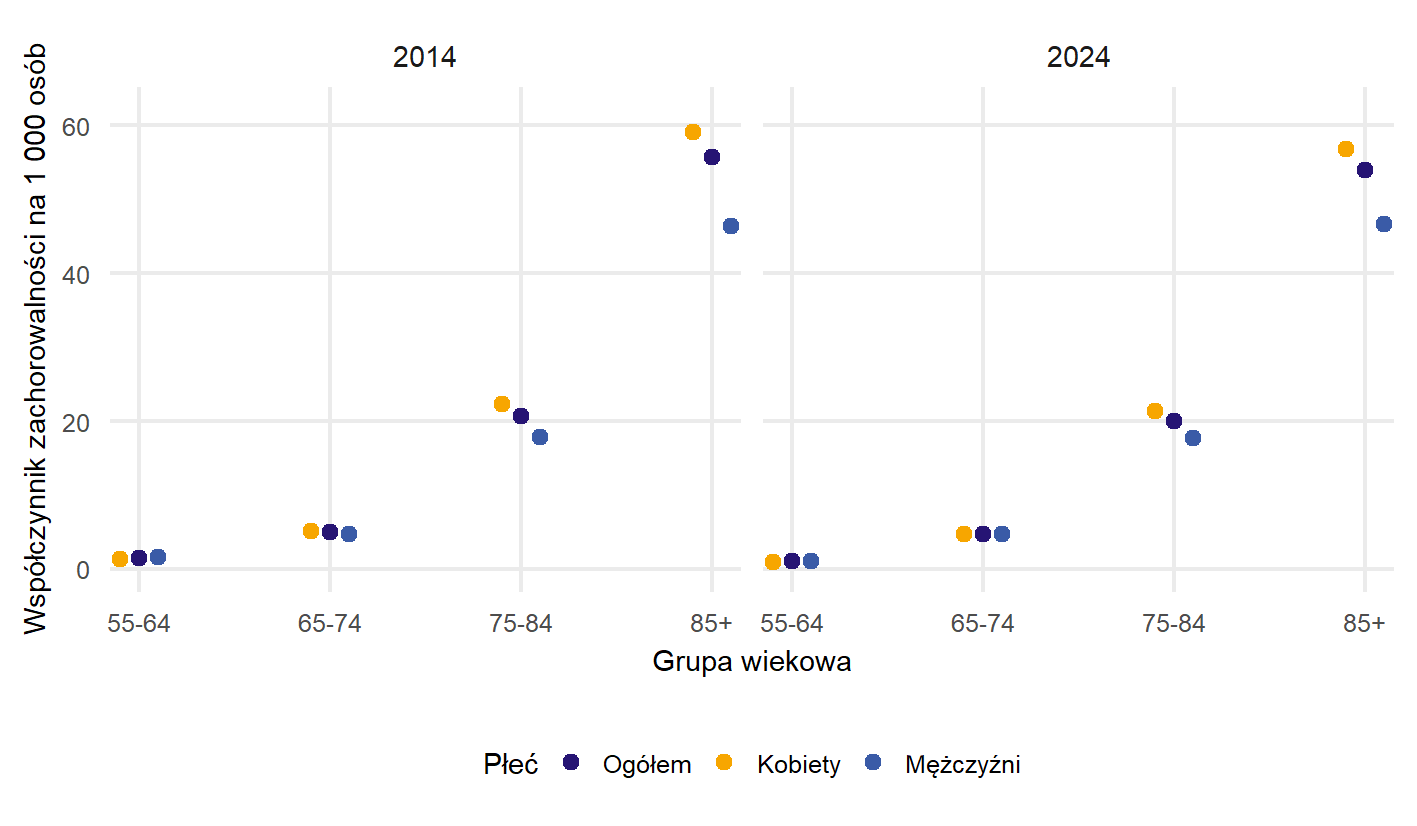 2014 2024
Współczynnik zachorowalności na 1 000 osób
60
40
20
0
55-64 65-74 75-84 85+ 55-64 65-74 75-84 85+
Grupa wiekowa
Płeć Ogółem Kobiety Mężczyźni